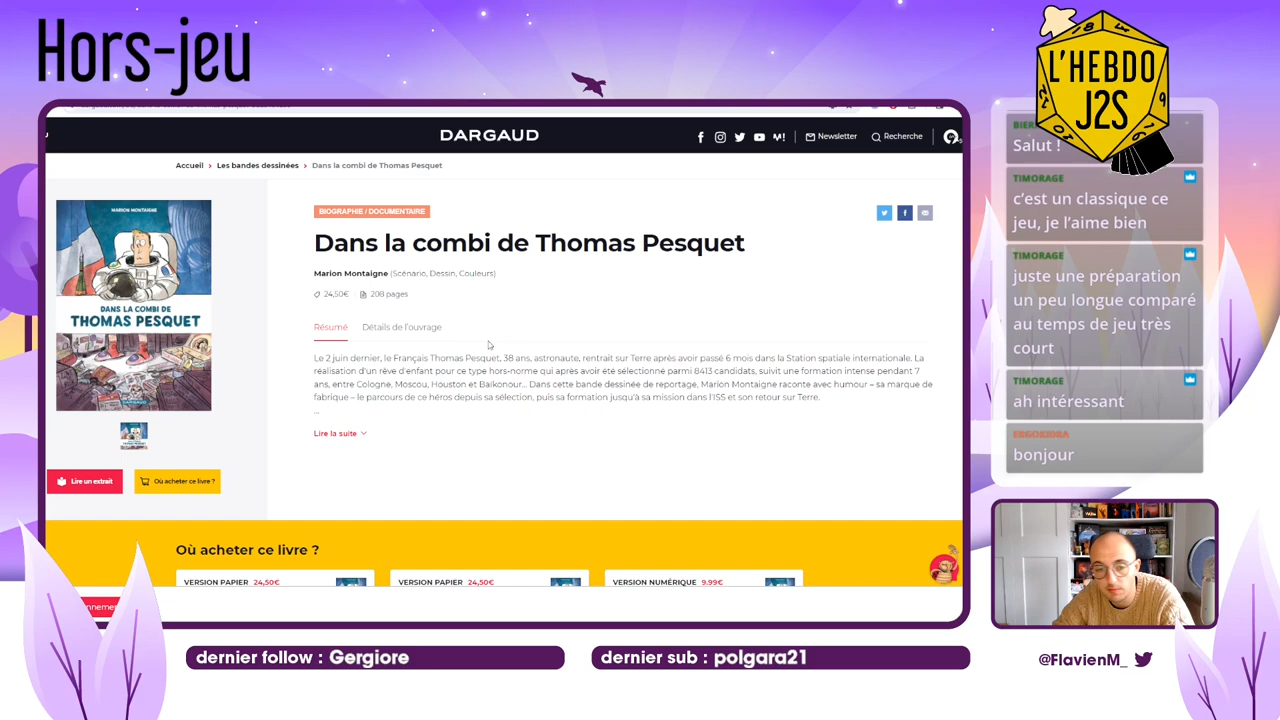 Hors-jeu
L'HEBDO
J2S
DARGAUD
Newsletter
Recherche
Accueil > Les bandes dessinées > Dans la combi de Thomas Pesquet
MARION MONTAIGNE
DANS LA COMBI DE
THOMAS PESQUET
DARGAUD
Lire un extrait
Où acheter ce livre ?
BIOGRAPHIE / DOCUMENTAIRE
Dans la combi de Thomas Pesquet
Marion Montaigne (Scénario, Dessin, Couleurs)
24,50€
208 pages
Résumé
Détails de l'ouvrage
Le 2 juin dernier, le Français Thomas Pesquet, 38 ans, astronaute, rentrait sur Terre après avoir passé 6 mois dans la Station spatiale internationale. La
réalisation d'un rêve d'enfant pour ce type hors-norme qui après avoir été sélectionné parmi 8413 candidats, suivit une formation intense pendant 7
ans, entre Cologne, Moscou, Houston et Baïkonour... Dans cette bande dessinée de reportage, Marion Montaigne raconte avec humour – sa marque de
fabrique – le parcours de ce héros depuis sa sélection, puis sa formation jusqu'à sa mission dans l'ISS et son retour sur Terre.
...
Lire la suite
Où acheter ce livre ?
VERSION PAPIER 24,50€
VERSION PAPIER 24,50€
VERSION NUMÉRIQUE 9.99€
Salut !
TIMORAGE
c'est un classique ce
jeu, je l'aime bien
TIMORAGE
juste une préparation
un peu longue comparé
au temps de jeu très
court
TIMORAGE
ah intéressant
bonjour
dernier follow : Gergiore
dernier sub : polgara21
@FlavienM_